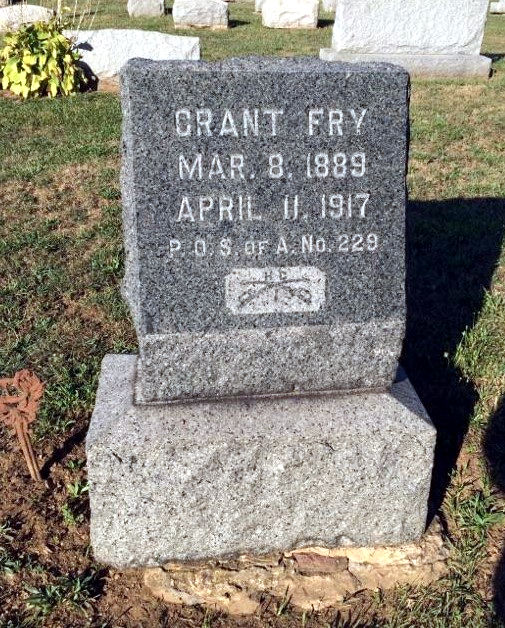 GRANT FRY
MAR. 8, 1889
APRIL 11, 1917
P. O. S. OF A. NO. 229